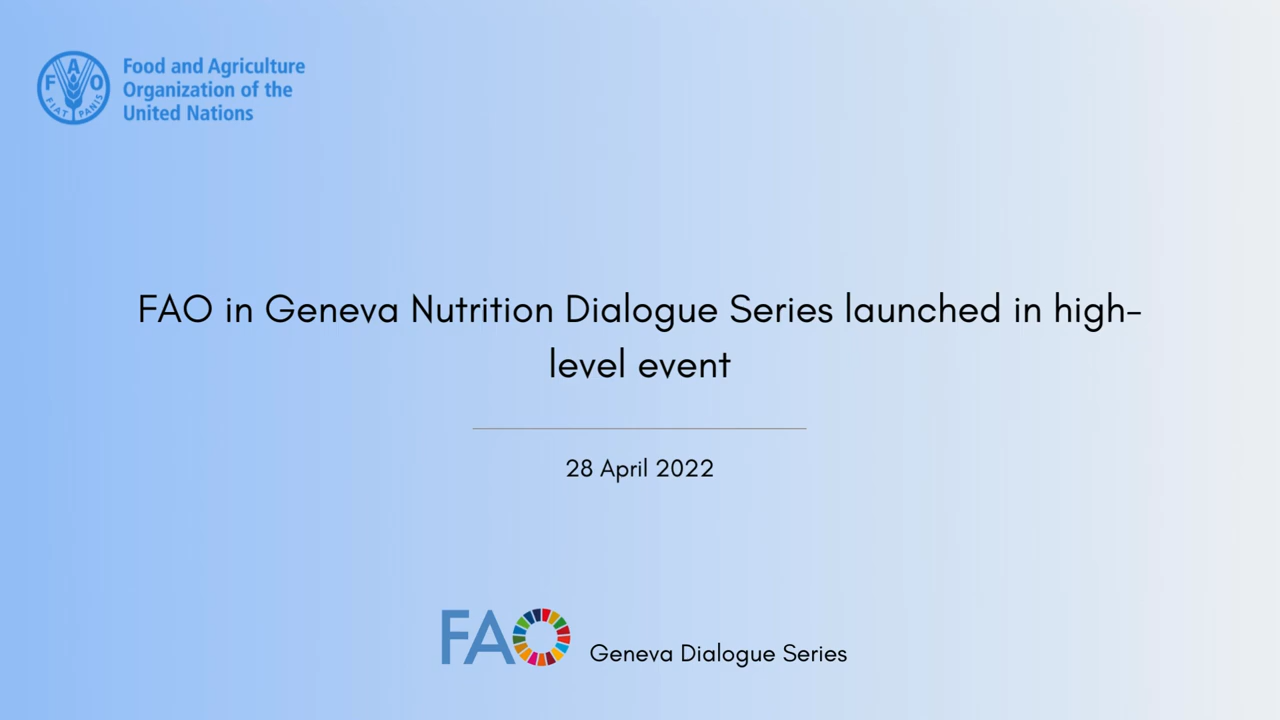 FAO
FIAT PANIS
Food and Agriculture
Organization of the
United Nations
FAO in Geneva Nutrition Dialogue Series launched in high-
level event
28 April 2022
FAO Geneva Dialogue Series